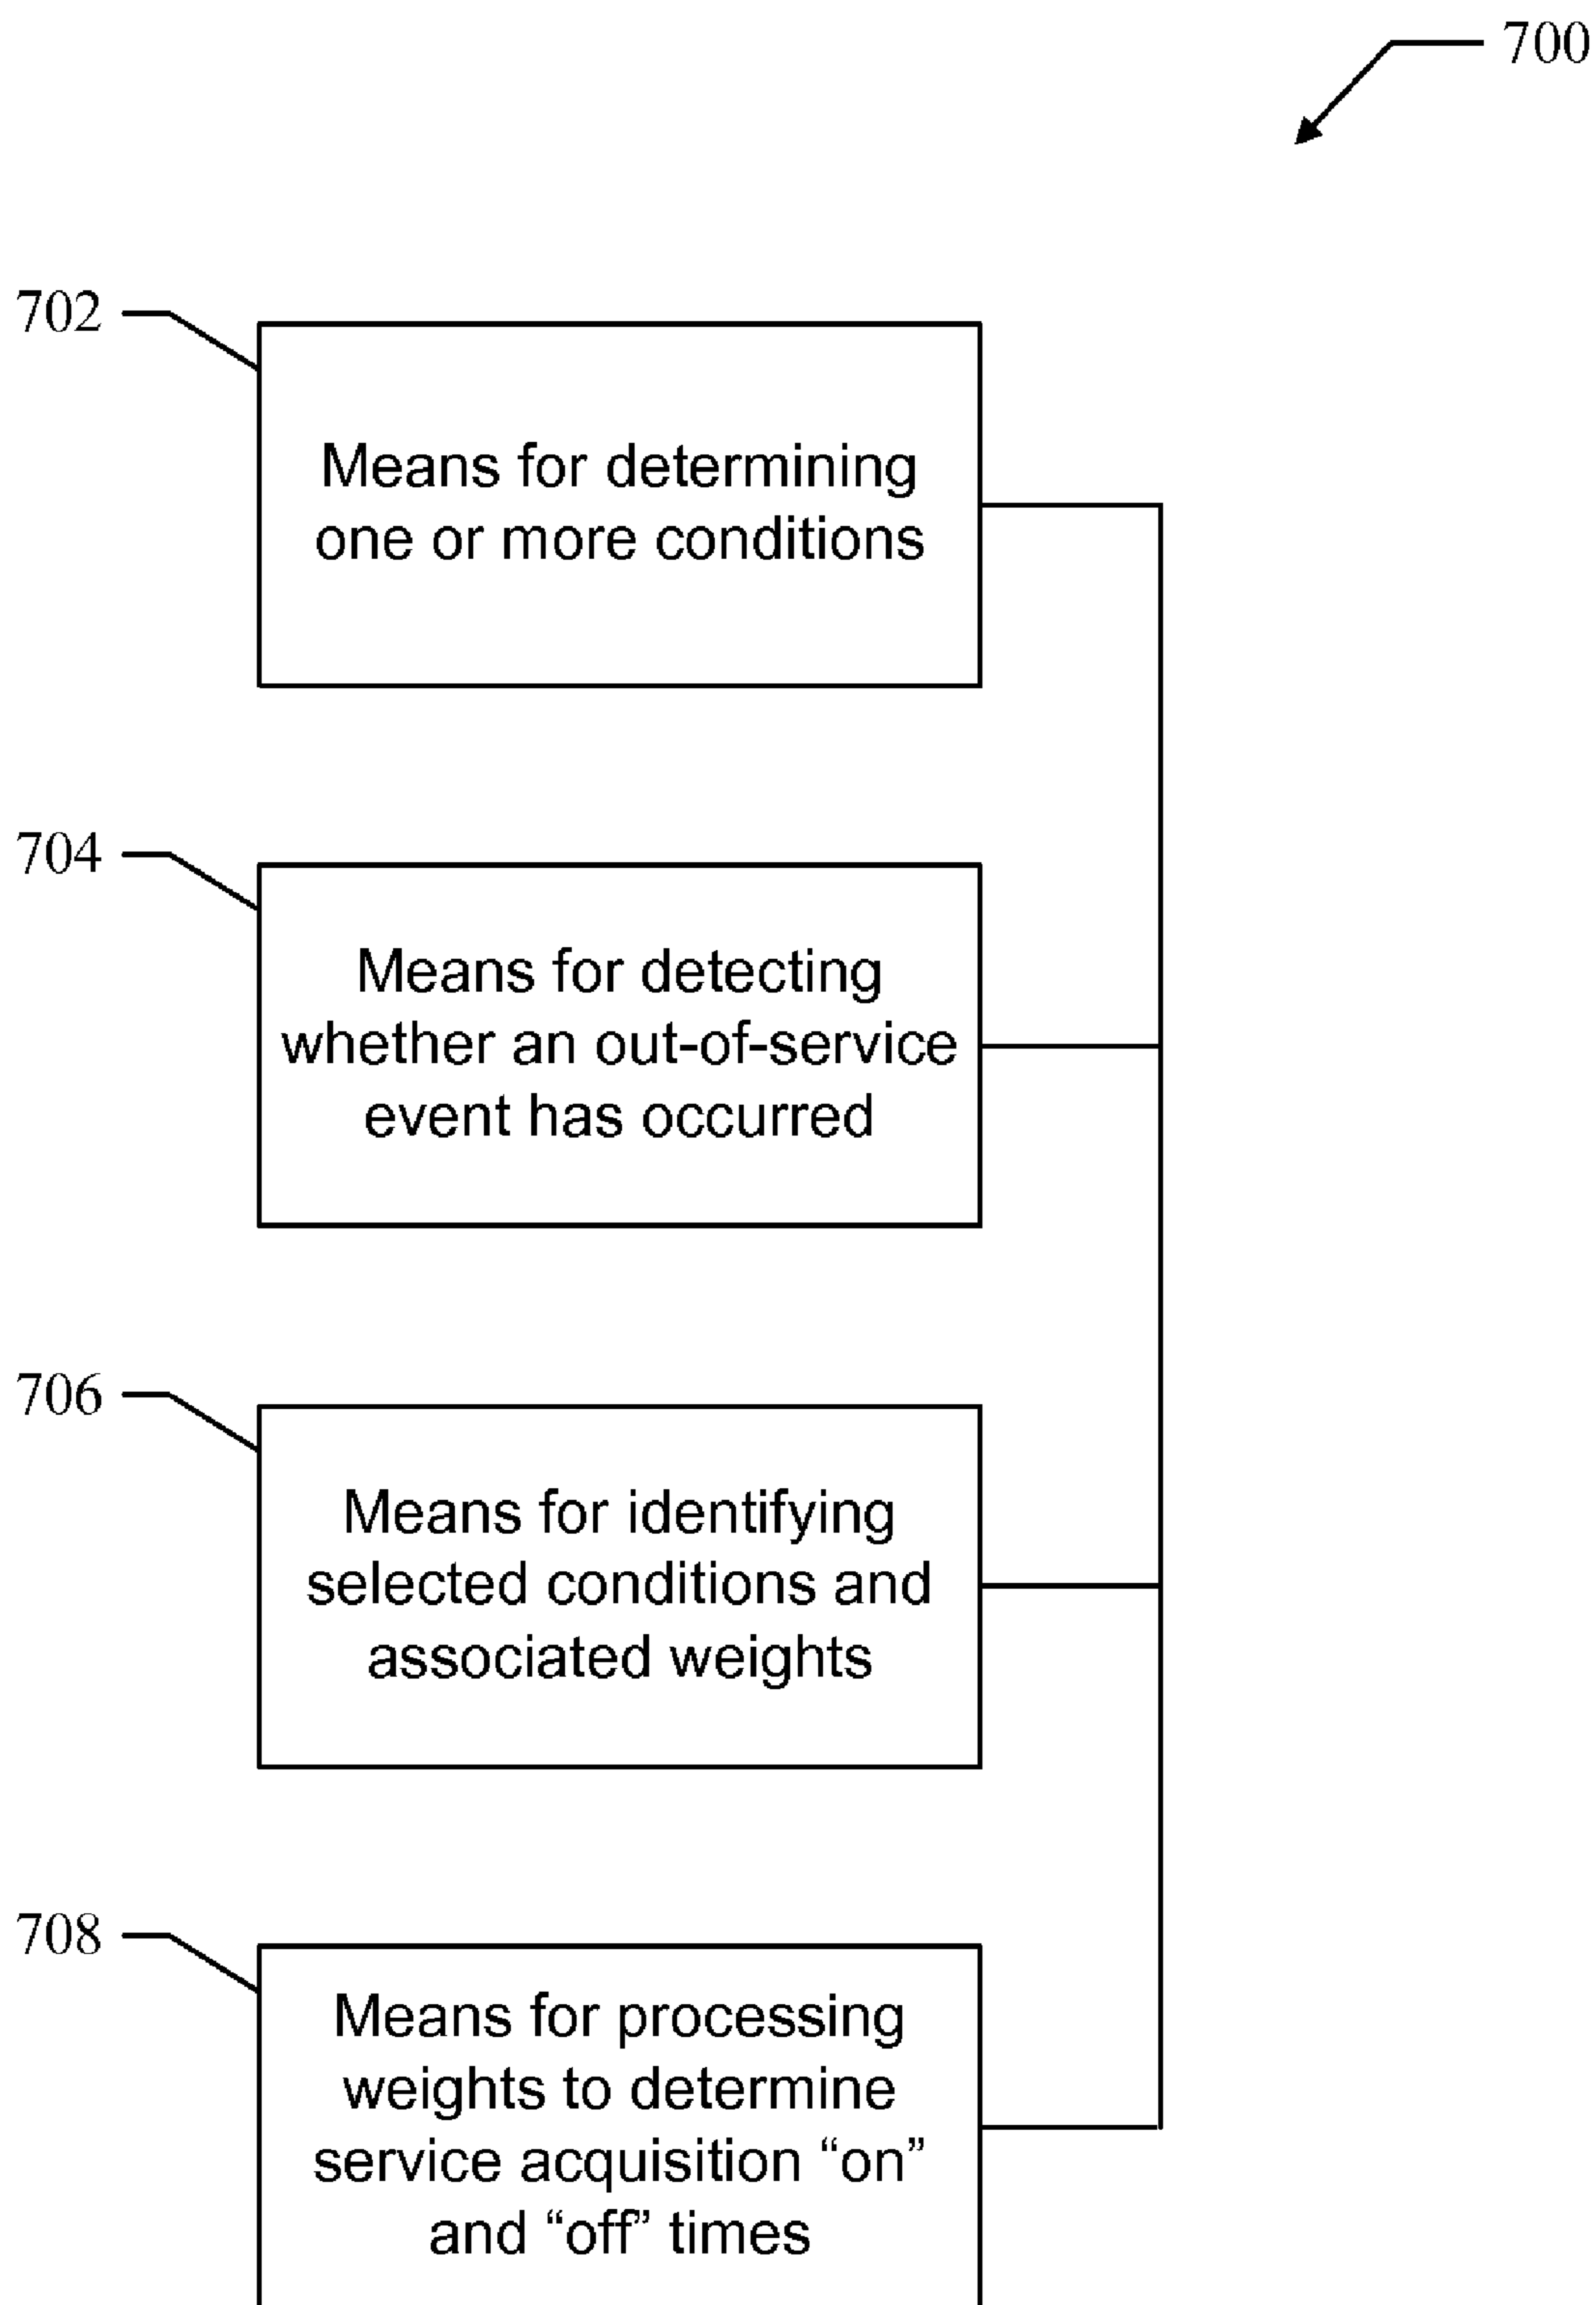 700
702
Means for determining
one or more conditions
704
Means for detecting
whether an out-of-service
event has occurred
706
Means for identifying
selected conditions and
associated weights
708
Means for processing
weights to determine
service acquisition “on”
and “off” times